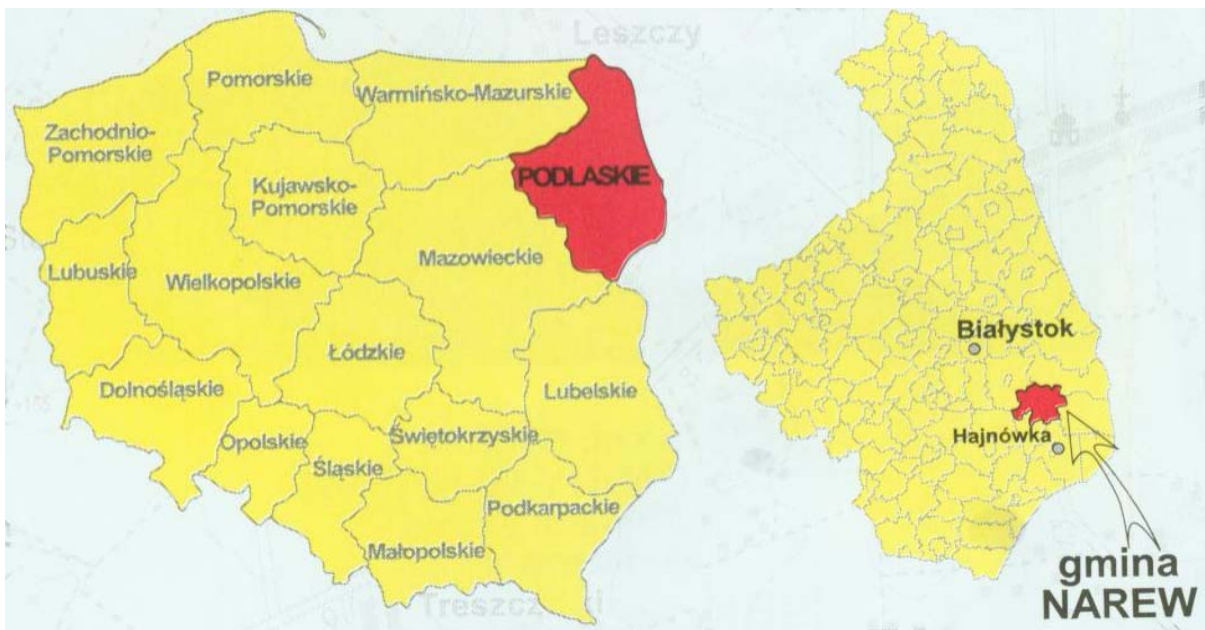 Leszczy
Pomorskie
Warmińsko-Mazurskie
Zachodnio-
Pomorskie
PODLASKIE
Kujawsko-
Pomorskie
Mazowieckie
Lubuskie
Wielkopolskie
Łódzkie
Dolnośląskie
Lubelskie
Opolskie
Świętokrzyskie
Śląskie
Podkarpackie
Małopolskie
Białystok
Hajnówka
gmina
NAREW